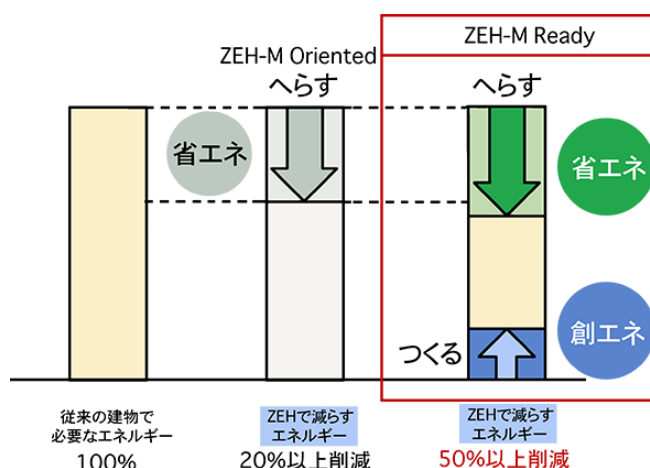 ZEH-M Oriented
へらす
ZEH-M Ready
へらす
省エネ
省エネ
つくる
創エネ
従来の建物で
必要なエネルギー
100%
ZEHで減らす
エネルギー
20%以上削減
ZEHで減らす
エネルギー
50%以上削減